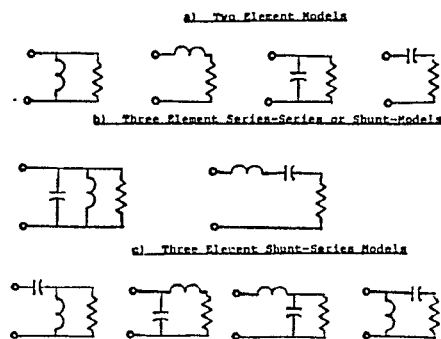 a) Two Element Models
b) Three Element Series-Series or Shunt-Models
c) Three Element Shunt-Series Models